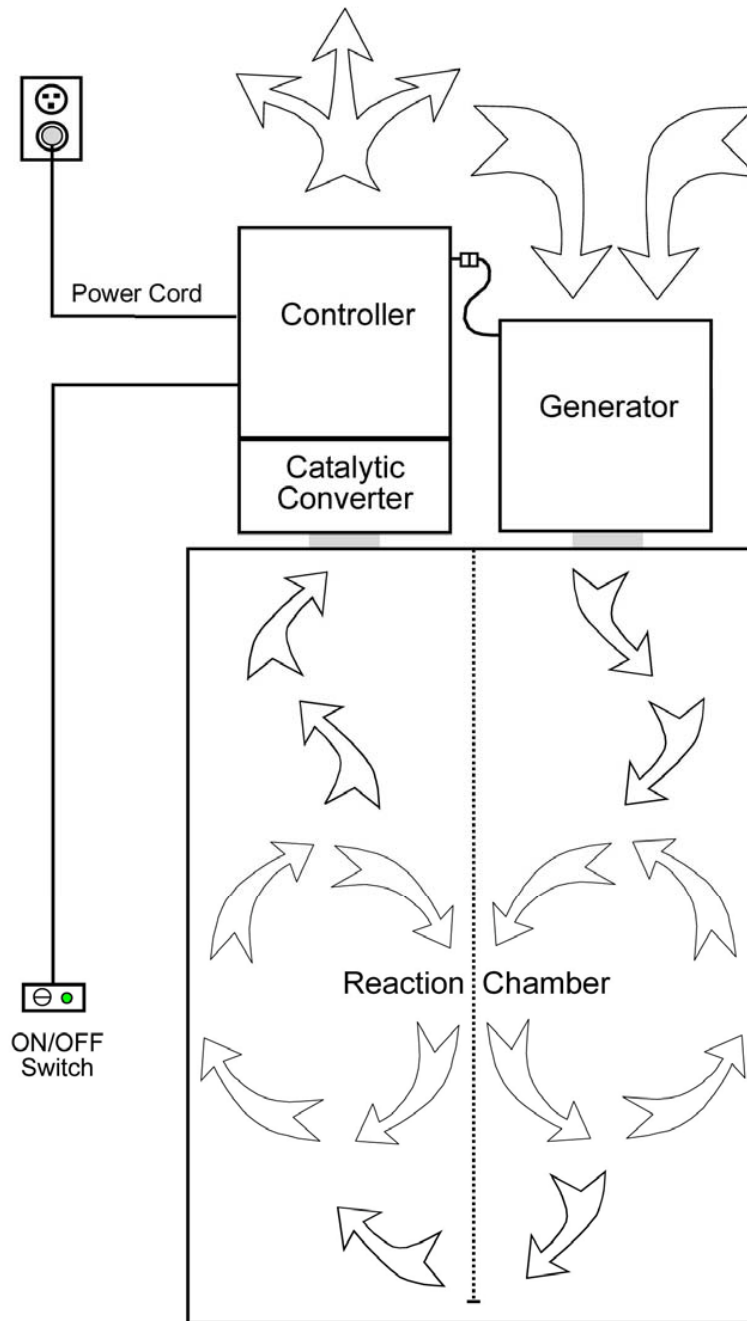 Power Cord
Controller
Generator
Catalytic
Converter
Reaction Chamber
ON/OFF
Switch